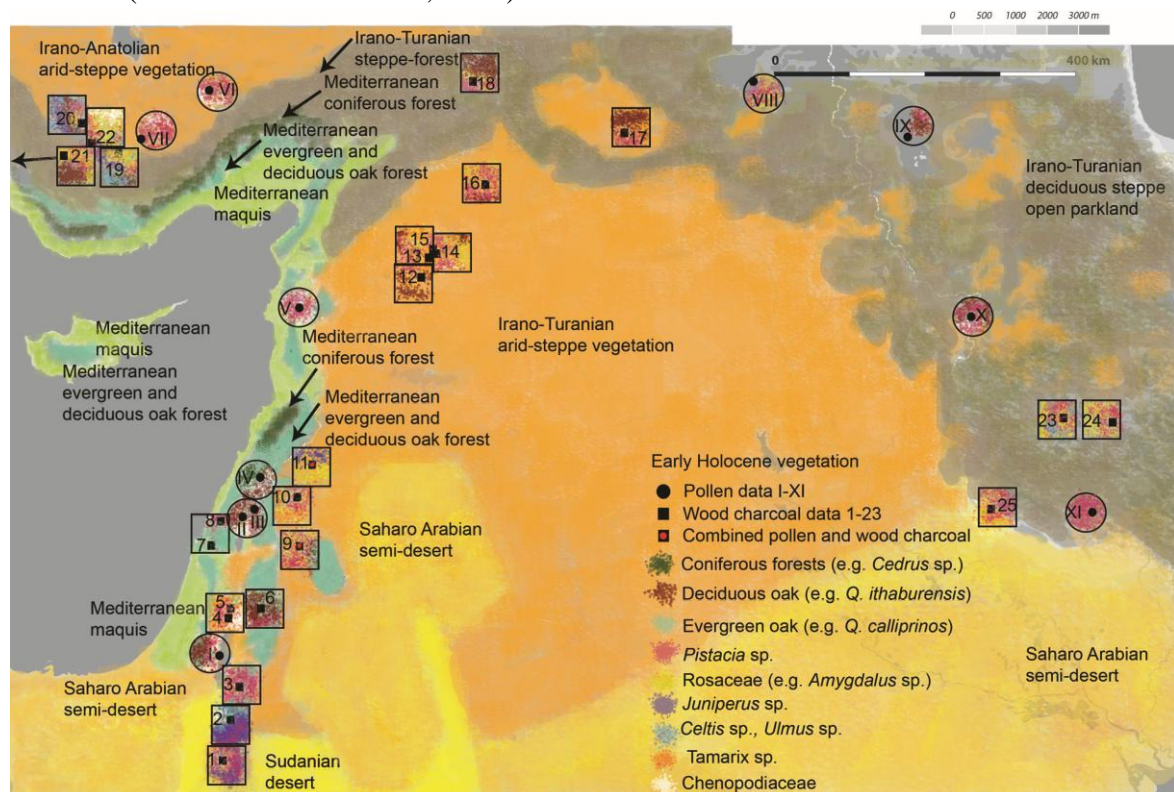 0 500 1000 2000 3000 m
0 400 km
Irano-Anatolian
arid-steppe vegetation
Irano-Turanian
steppe-forest
Mediterranean
coniferous forest
Mediterranean
evergreen and
deciduous oak forest
Mediterranean
maquis
VI
VII
VIII
IX
18
17
20
22
21
19
16
15
13
14
12
Irano-Turanian
deciduous steppe
open parkland
V
X
Mediterranean
maquis
Mediterranean
evergreen and
deciduous oak forest
Mediterranean
coniferous forest
Mediterranean
evergreen and
deciduous oak forest
Irano-Turanian
arid-steppe vegetation
23
24
25
XI
11
IV
10
III
II
8
7
9
Saharo Arabian
semi-desert
Mediterranean
maquis
5
4
6
I
3
2
1
Saharo Arabian
semi-desert
Sudanian
desert
Saharo Arabian
semi-desert
Early Holocene vegetation
Pollen data I-XI
Wood charcoal data 1-23
Combined pollen and wood charcoal
Coniferous forests (e.g. Cedrus sp.)
Deciduous oak (e.g. Q. ithaburensis)
Evergreen oak (e.g. Q. calliprinos)
Pistacia sp.
Rosaceae (e.g. Amygdalus sp.)
Juniperus sp.
Celtis sp., Ulmus sp.
Tamarix sp.
Chenopodiaceae